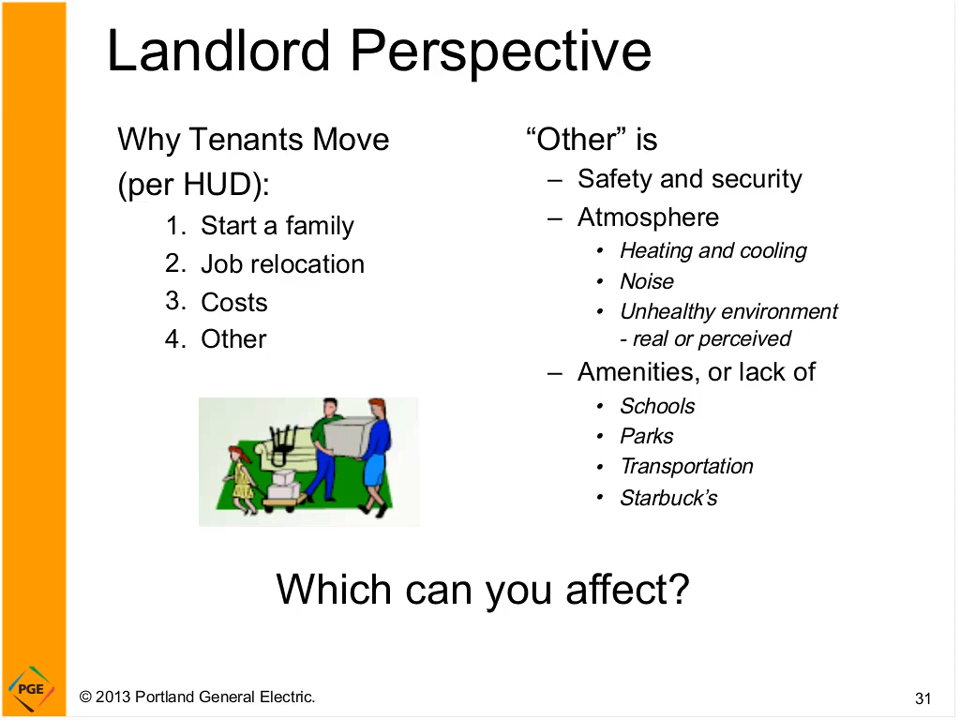 Landlord Perspective
Why Tenants Move
(per HUD):
1. Start a family
2. Job relocation
3. Costs
4. Other
“Other” is
– Safety and security
– Atmosphere
• Heating and cooling
• Noise
• Unhealthy environment
- real or perceived
– Amenities, or lack of
• Schools
• Parks
• Transportation
• Starbuck’s
Which can you affect?
PGE
© 2013 Portland General Electric.
31